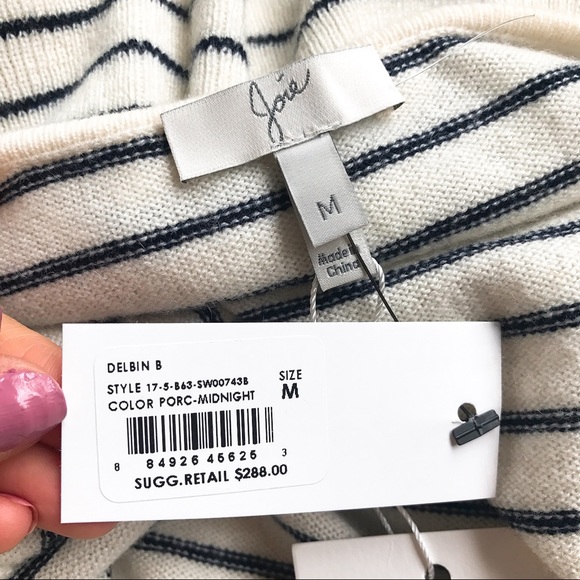 Joie
M
Made in
China
DELBIN B
STYLE 17-5-B63-SW00743B
COLOR PORC-MIDNIGHT
SIZE
M
8 84926 45625 3
SUGG.RETAIL $288.00